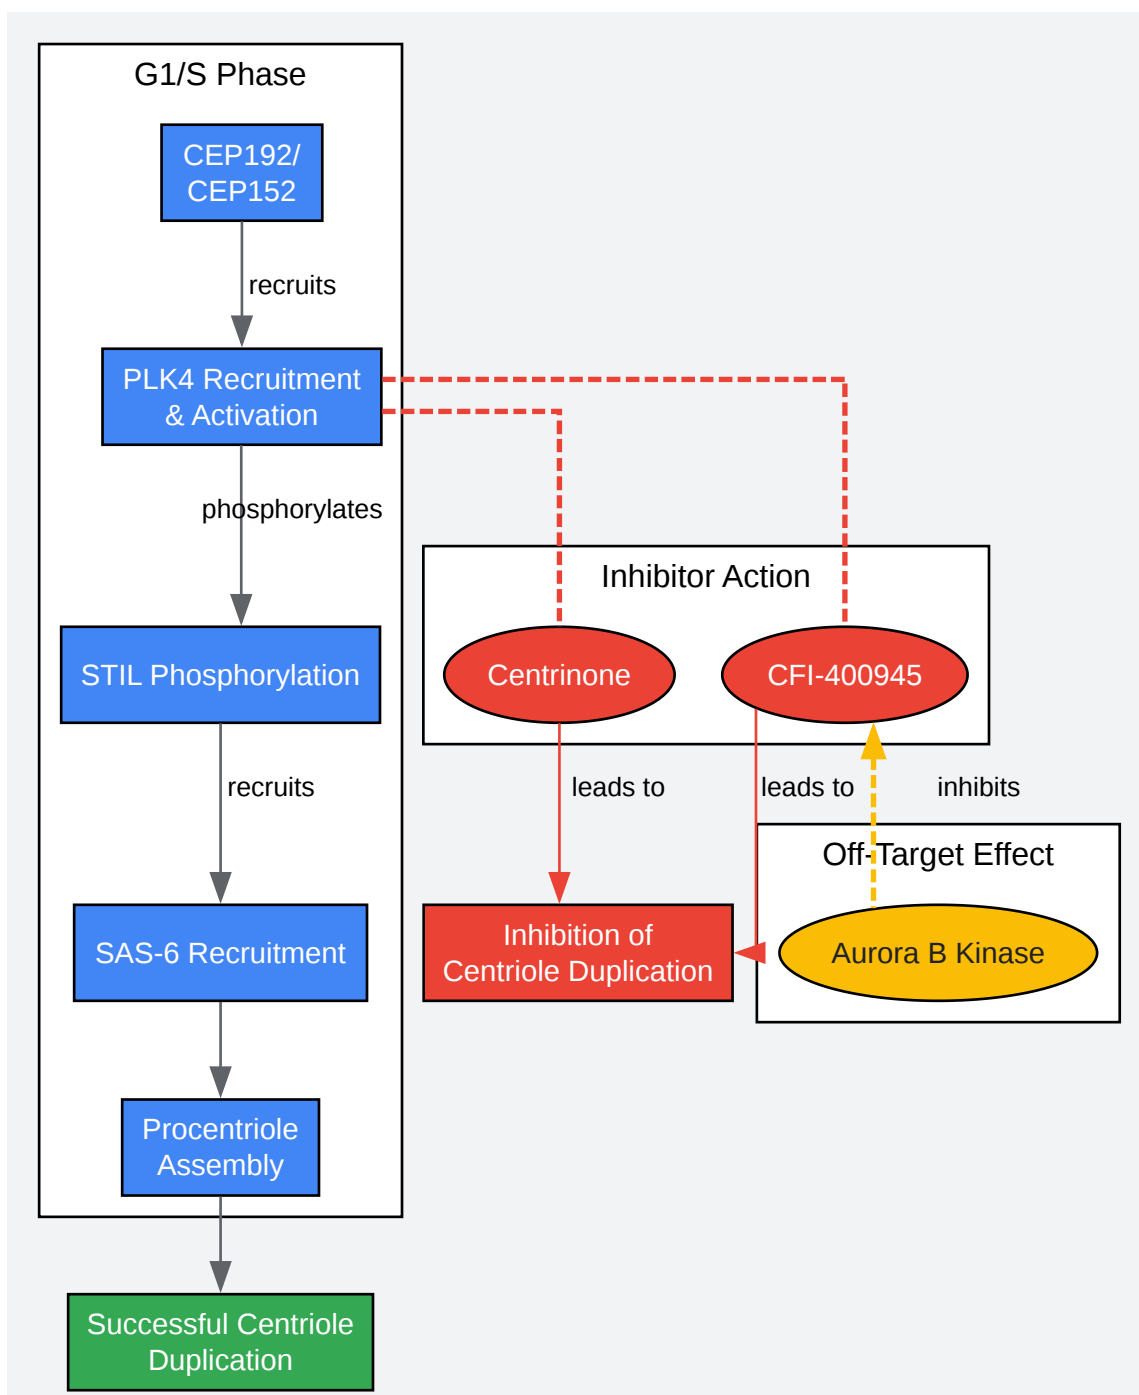 G1/S Phase
CEP192/
CEP152
recruits
PLK4 Recruitment
& Activation
phosphorylates
STIL Phosphorylation
recruits
SAS-6 Recruitment
Procentriole
Assembly
Successful Centriole
Duplication
Inhibitor Action
Centrinone
CFI-400945
leads to
leads to
inhibits
Inhibition of
Centriole Duplication
Off-Target Effect
Aurora B Kinase